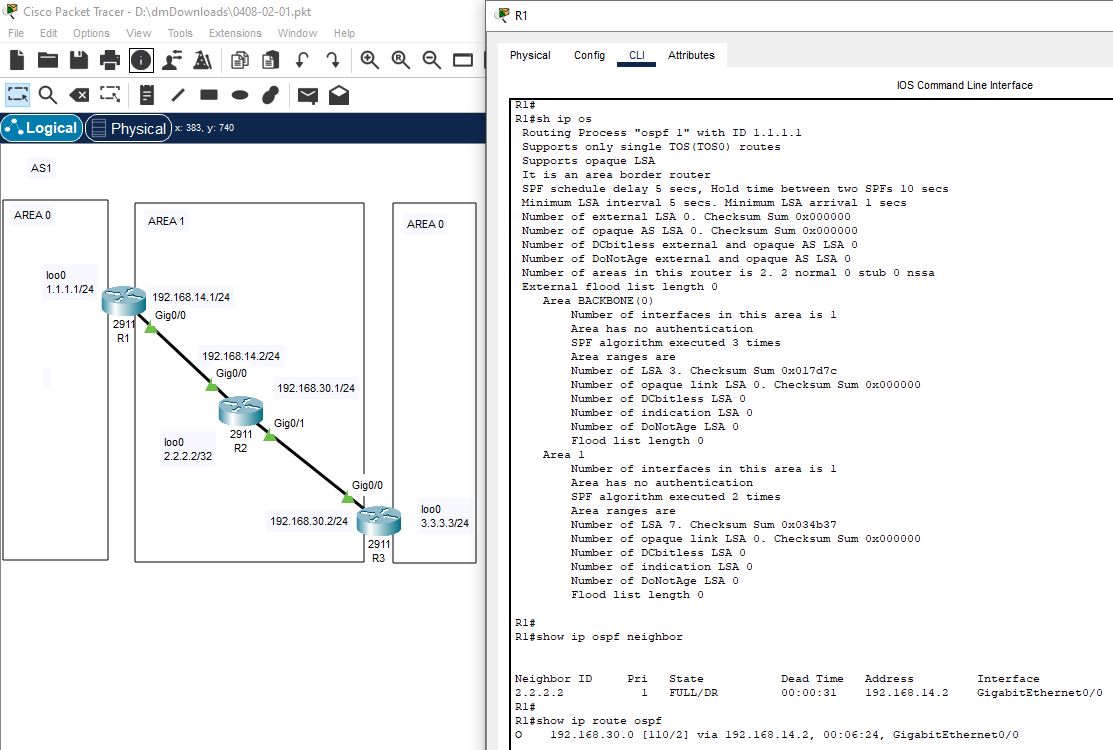 Cisco Packet Tracer - D:\dmDownloads\0408-02-01.pkt
File Edit Options View Tools Extensions Window Help
Logical Physical x: 383, y: 740
AS1
AREA 0
AREA 1
AREA 0
loo0
1.1.1.1/24
192.168.14.1/24
Gig0/0
2911
R1
192.168.14.2/24
Gig0/0
192.168.30.1/24
Gig0/1
2911
R2
loo0
2.2.2.2/32
Gig0/0
192.168.30.2/24
loo0
3.3.3.3/24
2911
R3
R1
Physical Config CLI Attributes
IOS Command Line Interface
R1#
R1#sh ip os
Routing Process "ospf 1" with ID 1.1.1.1
Supports only single TOS(TOS0) routes
Supports opaque LSA
It is an area border router
SPF schedule delay 5 secs, Hold time between two SPFs 10 secs
Minimum LSA interval 5 secs. Minimum LSA arrival 1 secs
Number of external LSA 0. Checksum Sum 0x000000
Number of opaque AS LSA 0. Checksum Sum 0x000000
Number of DCbitless external and opaque AS LSA 0
Number of DoNotAge external and opaque AS LSA 0
Number of areas in this router is 2. 2 normal 0 stub 0 nssa
External flood list length 0
Area BACKBONE(0)
Number of interfaces in this area is 1
Area has no authentication
SPF algorithm executed 3 times
Area ranges are
Number of LSA 3. Checksum Sum 0x017d7c
Number of opaque link LSA 0. Checksum Sum 0x000000
Number of DCbitless LSA 0
Number of indication LSA 0
Number of DoNotAge LSA 0
Flood list length 0
Area 1
Number of interfaces in this area is 1
Area has no authentication
SPF algorithm executed 2 times
Area ranges are
Number of LSA 7. Checksum Sum 0x034b37
Number of opaque link LSA 0. Checksum Sum 0x000000
Number of DCbitless LSA 0
Number of indication LSA 0
Number of DoNotAge LSA 0
Flood list length 0
R1#
R1#show ip ospf neighbor
Neighbor ID Pri State Dead Time Address Interface
2.2.2.2 1 FULL/DR 00:00:31 192.168.14.2 GigabitEthernet0/0
R1#
R1#show ip route ospf
O 192.168.30.0 [110/2] via 192.168.14.2, 00:06:24, GigabitEthernet0/0